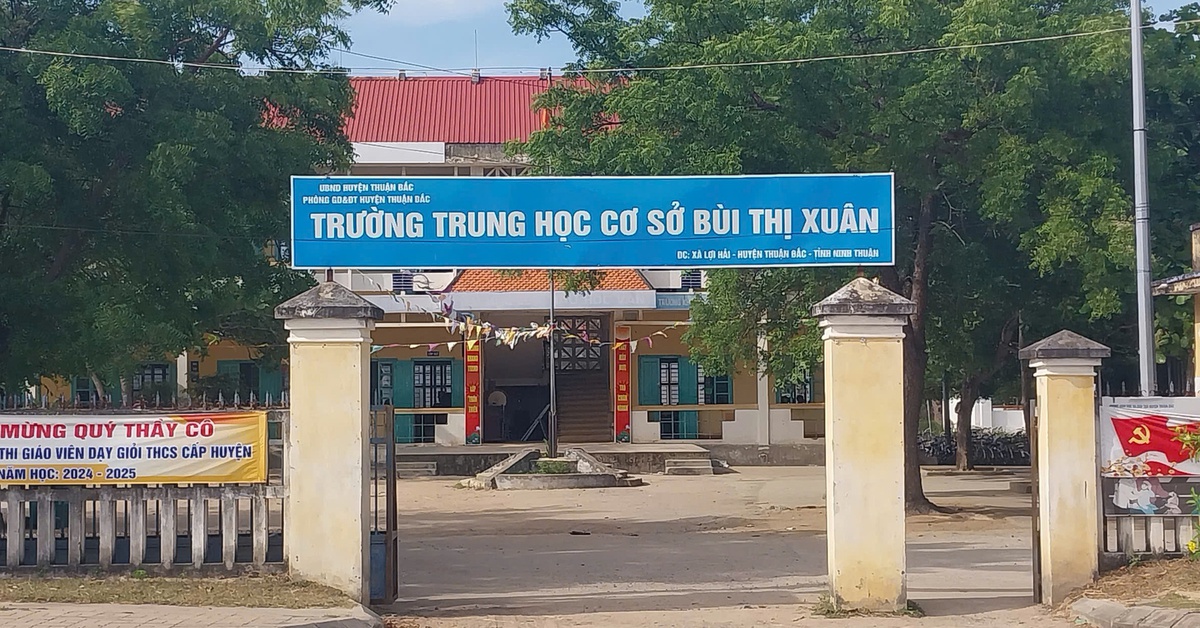 UBND HUYỆN THUẬN BẮC
PHÒNG GD&ĐT HUYỆN THUẬN BẮC
TRƯỜNG TRUNG HỌC CƠ SỞ BÙI THỊ XUÂN
ĐC: XÃ LỢI HẢI - HUYỆN THUẬN BẮC - TỈNH NINH THUẬN
MỪNG QUÝ THẦY CÔ
THI GIÁO VIÊN DẠY GIỎI THCS CẤP HUYỆN
NĂM HỌC: 2024 - 2025